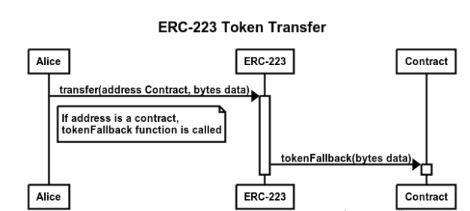 ERC-223 Token Transfer
Alice
ERC-223
Contract
transfer(address Contract, bytes data)
If address is a contract,
tokenFallback function is called
tokenFallback(bytes data)
Alice
ERC-223
Contract